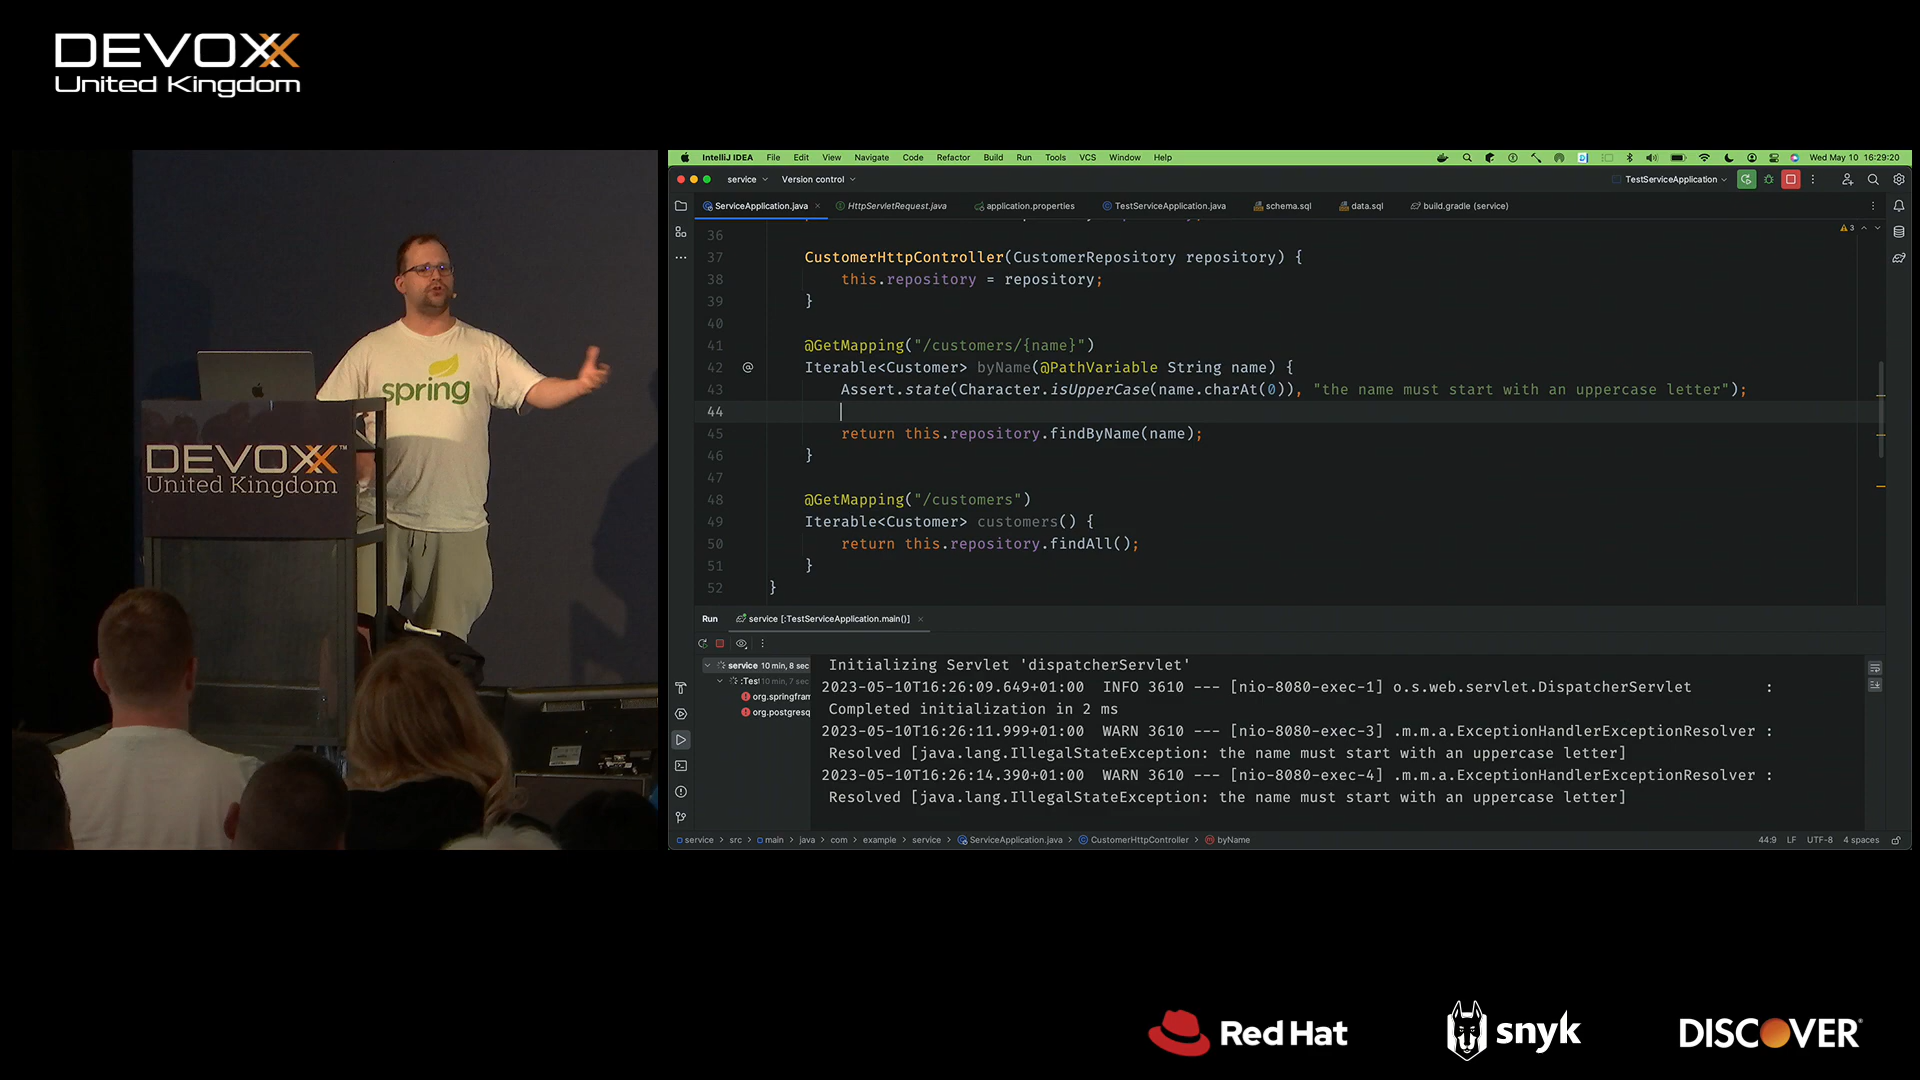 DEVOXX
United Kingdom
spring
DEVOXX™
United Kingdom
IntelliJ IDEA File Edit View Navigate Code Refactor Build Run Tools VCS Window Help
Wed May 10 16:29:20
service Version control
TestServiceApplication
ServiceApplication.java HttpServletRequest.java application.properties TestServiceApplication.java schema.sql data.sql build.gradle (service)
3
36
37 CustomerHttpController(CustomerRepository repository) {
38 this.repository = repository;
39 }
40
41 @GetMapping("/customers/{name}")
42 Iterable<Customer> byName(@PathVariable String name) {
43 Assert.state(Character.isUpperCase(name.charAt(0)), "the name must start with an uppercase letter");
44
45 return this.repository.findByName(name);
46 }
47
48 @GetMapping("/customers")
49 Iterable<Customer> customers() {
50 return this.repository.findAll();
51 }
52 }
Run service [:TestServiceApplication.main()]
service 10 min, 8 sec
:Tes 10 min, 7 sec
org.springfram
org.postgresq
Initializing Servlet 'dispatcherServlet'
2023-05-10T16:26:09.649+01:00 INFO 3610 --- [nio-8080-exec-1] o.s.web.servlet.DispatcherServlet :
Completed initialization in 2 ms
2023-05-10T16:26:11.999+01:00 WARN 3610 --- [nio-8080-exec-3] .m.m.a.ExceptionHandlerExceptionResolver :
Resolved [java.lang.IllegalStateException: the name must start with an uppercase letter]
2023-05-10T16:26:14.390+01:00 WARN 3610 --- [nio-8080-exec-4] .m.m.a.ExceptionHandlerExceptionResolver :
Resolved [java.lang.IllegalStateException: the name must start with an uppercase letter]
service > src > main > java > com > example > service > ServiceApplication.java > CustomerHttpController > byName
44:9 LF UTF-8 4 spaces
Red Hat
snyk
DISCOVER